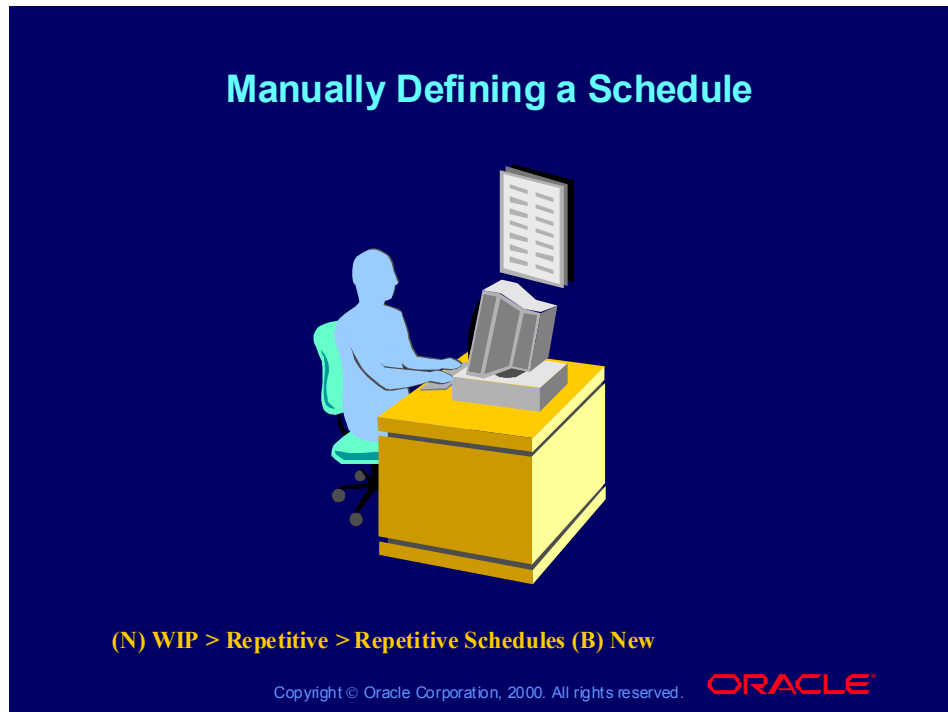 Manually Defining a Schedule
(N) WIP > Repetitive > Repetitive Schedules (B) New
Copyright © Oracle Corporation, 2000. All rights reserved.
ORACLE®